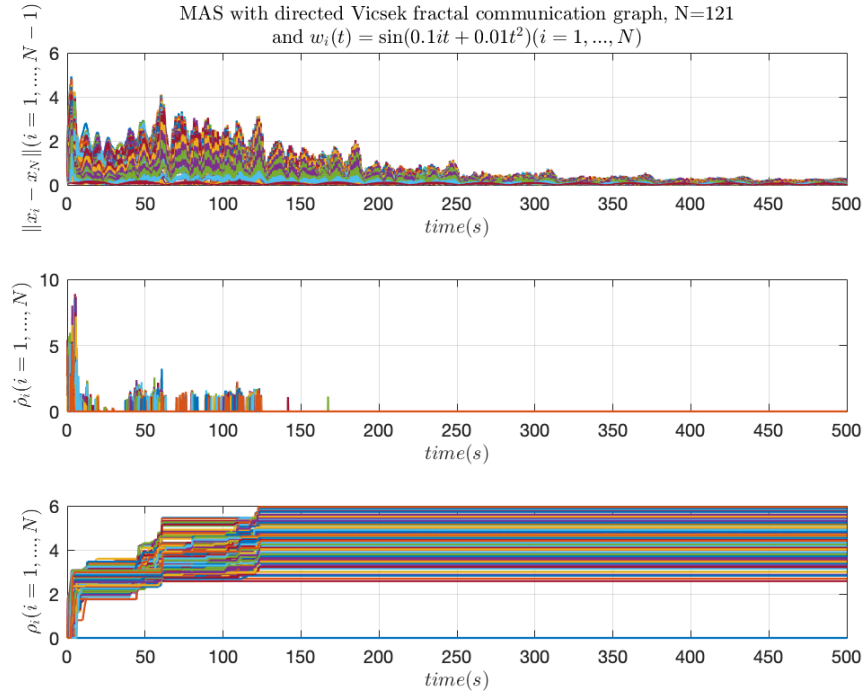 MAS with directed Vicsek fractal communication graph, N=121
and $w_i(t) = \sin(0.1it + 0.01t^2)(i = 1, ..., N)$
$\|x_i - x_N\|(i = 1, ..., N-1)$
6
4
2
0
0 50 100 150 200 250 300 350 400 450 500
$time(s)$
$\dot{\rho}_i(i = 1, ..., N)$
10
5
0
0 50 100 150 200 250 300 350 400 450 500
$time(s)$
$\rho_i(i = 1, ..., N)$
6
4
2
0
0 50 100 150 200 250 300 350 400 450 500
$time(s)$